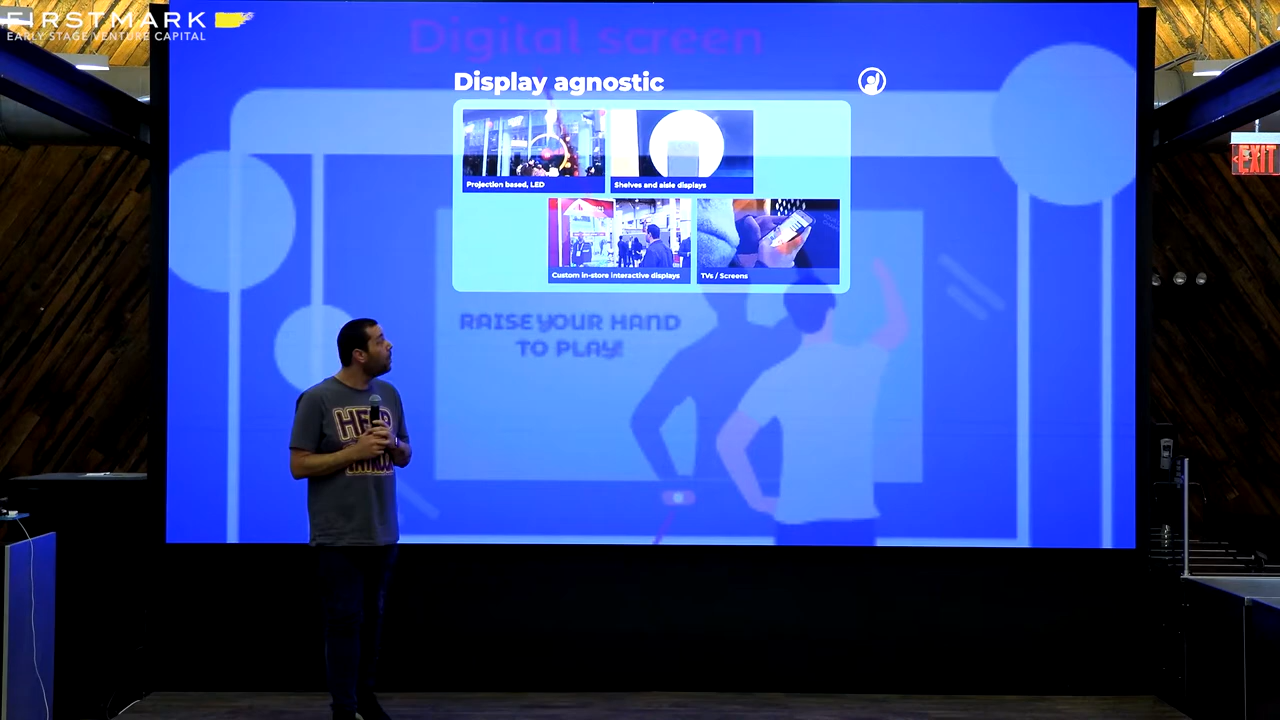 FIRSTMARK
EARLY STAGE VENTURE CAPITAL
Digital screen
Display agnostic
Projection based, LED
Shelves and aisle displays
Custom in-store interactive displays
TVs / Screens
RAISE YOUR HAND
TO PLAY!
EXIT